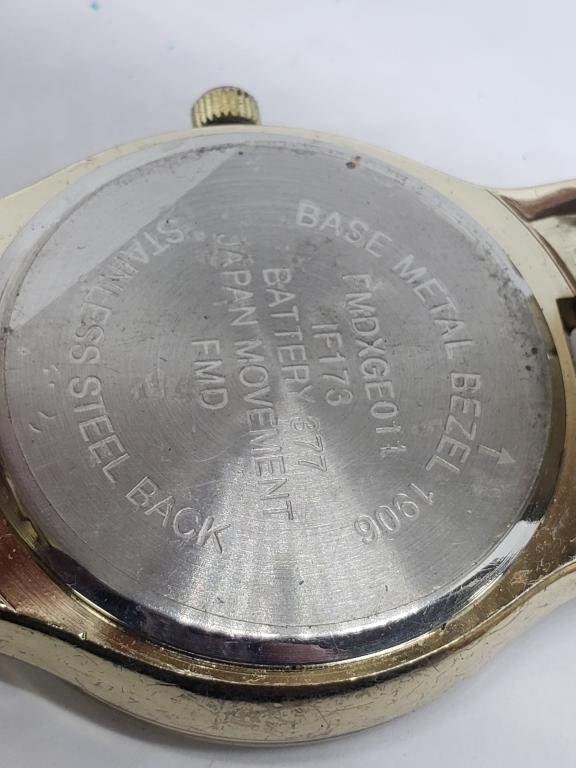 BASE METAL BEZEL 1906
FMDXGE011
IF173
BATTERY 377
JAPAN MOVEMENT
FMD
STAINLESS STEEL BACK